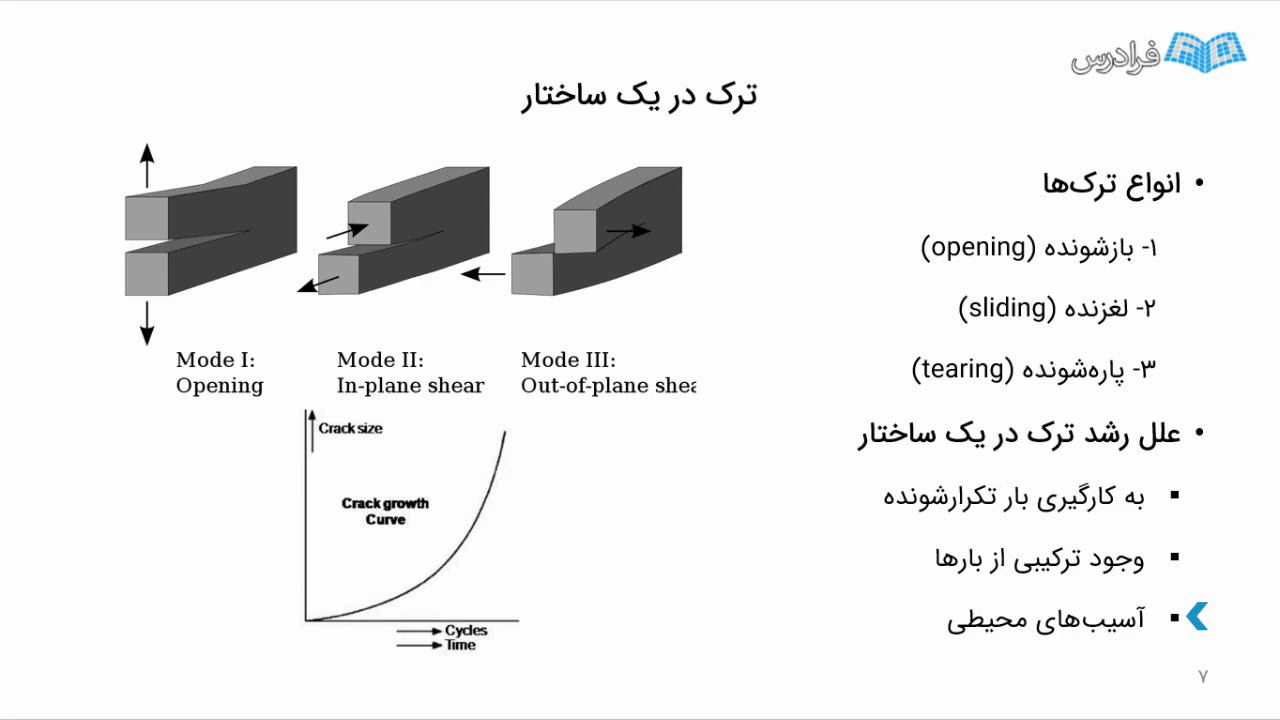 فرادرس
ترک در یک ساختار
• انواع ترک‌ها
۱- بازشونده (opening)
۲- لغزنده (sliding)
۳- پاره‌شونده (tearing)
• علل رشد ترک در یک ساختار
▪ به کارگیری بار تکرارشونده
▪ وجود ترکیبی از بارها
▪ آسیب‌های محیطی
Mode I:
Opening
Mode II:
In-plane shear
Mode III:
Out-of-plane shea
Crack size
Crack growth
Curve
Cycles
Time
۷